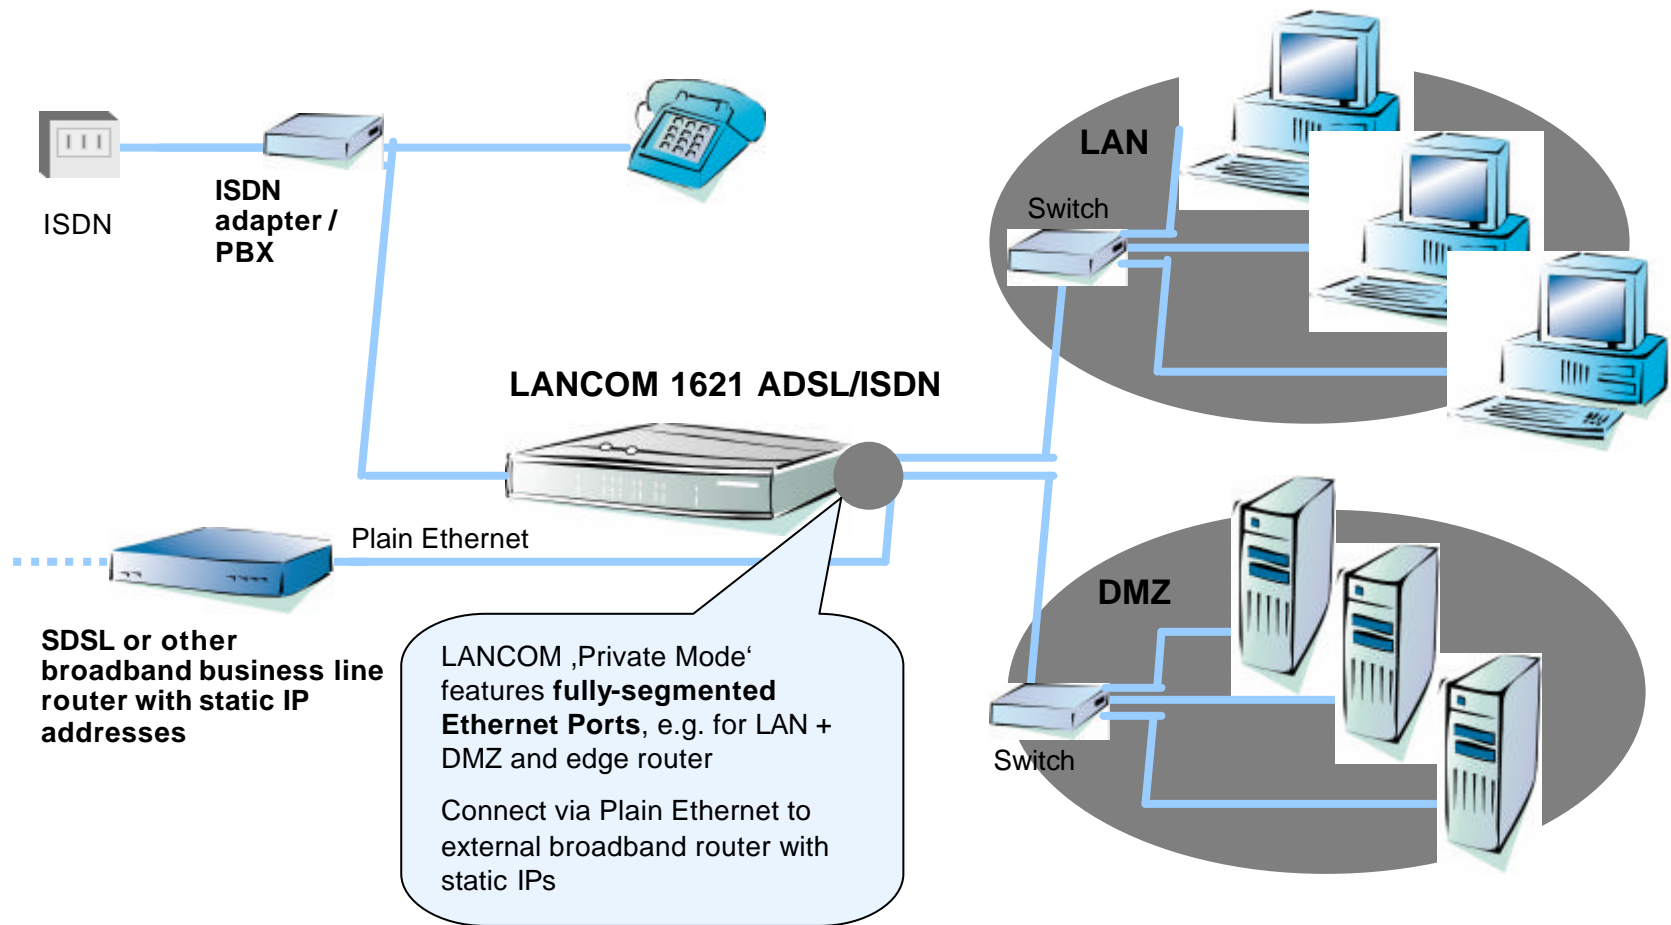 LAN
Switch
ISDN
ISDN
adapter /
PBX
LANCOM 1621 ADSL/ISDN
Plain Ethernet
SDSL or other
broadband business line
router with static IP
addresses
LANCOM ‚Private Mode‘
features fully-segmented
Ethernet Ports, e.g. for LAN +
DMZ and edge router
Connect via Plain Ethernet to
external broadband router with
static IPs
DMZ
Switch